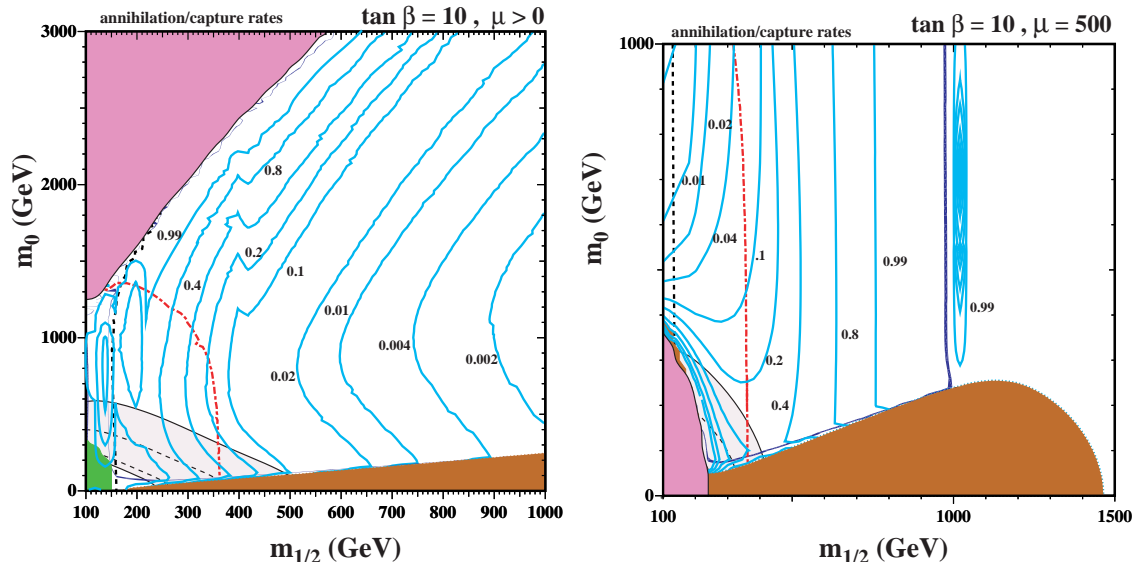 annihilation/capture rates
tan β = 10 , μ > 0
3000
2000
1000
0
m0 (GeV)
0.8
0.99
0.2
0.4
0.1
0.01
0.004
0.002
0.02
100 200 300 400 500 600 700 800 900 1000
m1/2 (GeV)
annihilation/capture rates
tan β = 10 , μ = 500
1000
0
m0 (GeV)
0.02
0.01
0.04
.1
0.99
0.99
0.8
0.2
0.4
100 1000 1500
m1/2 (GeV)